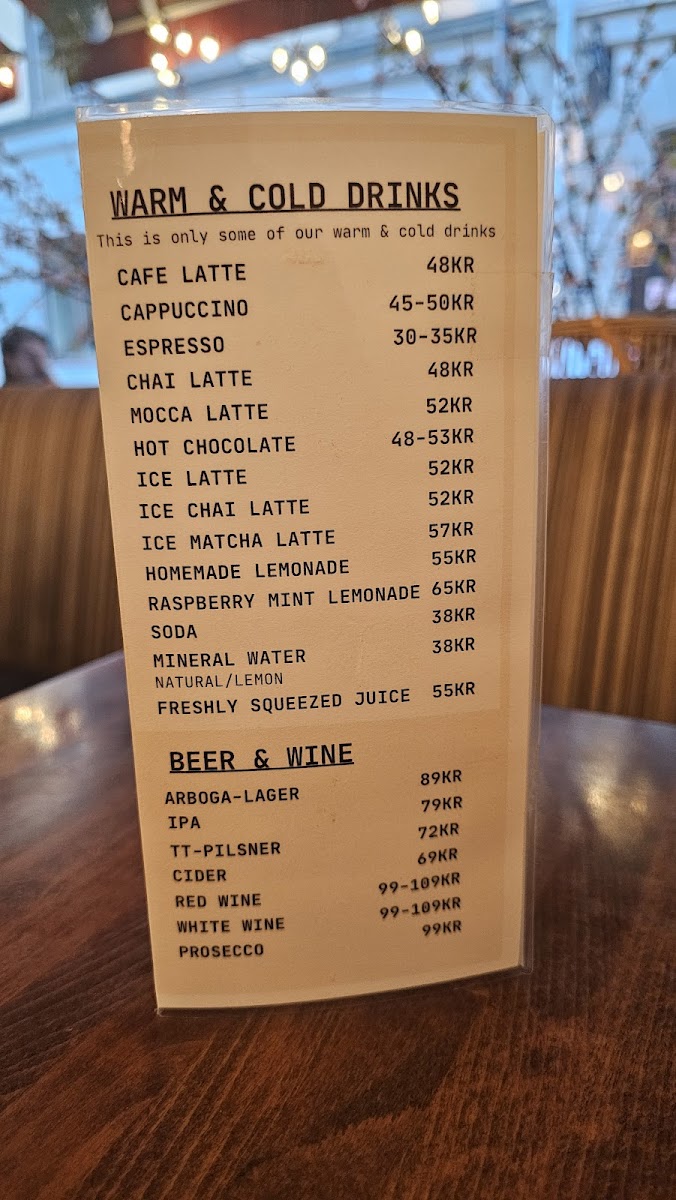 WARM & COLD DRINKS
This is only some of our warm & cold drinks
CAFE LATTE 48KR
CAPPUCCINO 45-50KR
ESPRESSO 30-35KR
CHAI LATTE 48KR
MOCCA LATTE 52KR
HOT CHOCOLATE 48-53KR
ICE LATTE 52KR
ICE CHAI LATTE 52KR
ICE MATCHA LATTE 57KR
HOMEMADE LEMONADE 55KR
RASPBERRY MINT LEMONADE 65KR
SODA 38KR
MINERAL WATER 38KR
NATURAL/LEMON
FRESHLY SQUEEZED JUICE 55KR
BEER & WINE
ARBOGA-LAGER 89KR
IPA 79KR
TT-PILSNER 72KR
CIDER 69KR
RED WINE 99-109KR
WHITE WINE 99-109KR
PROSECCO 99KR